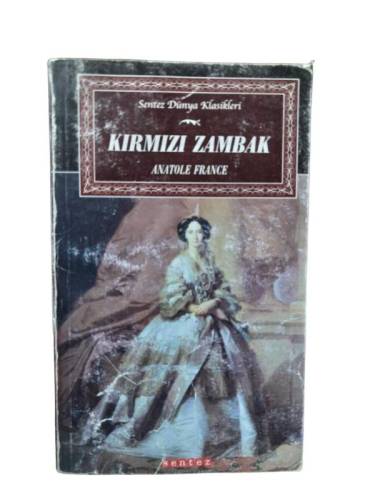 Sentez Dünya Klasikleri
KIRMIZI ZAMBAK
ANATOLE FRANCE
sentez